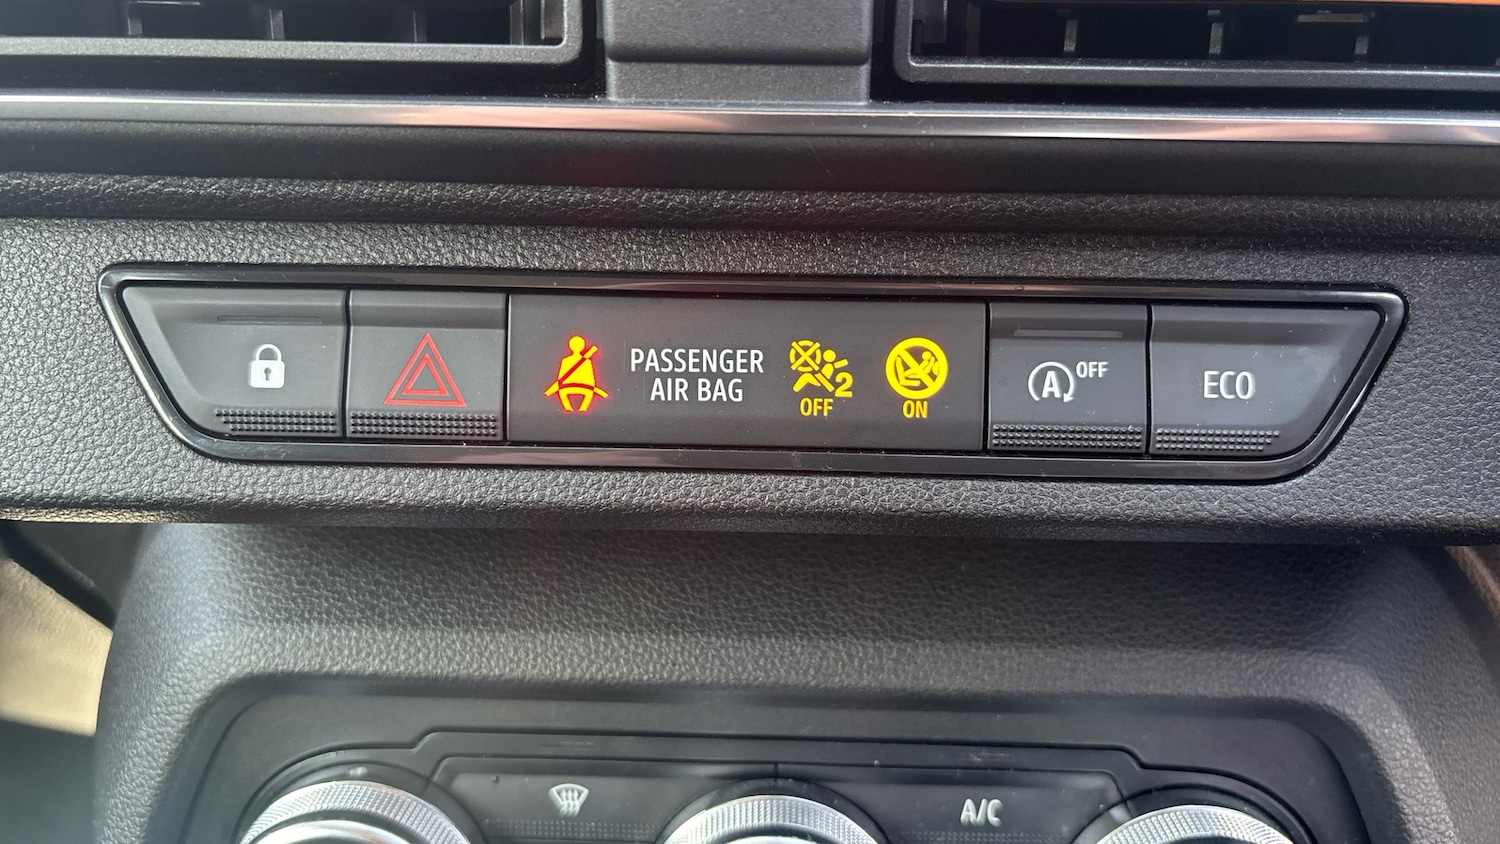 PASSENGER
AIR BAG
2
OFF
ON
A OFF
ECO
A/C